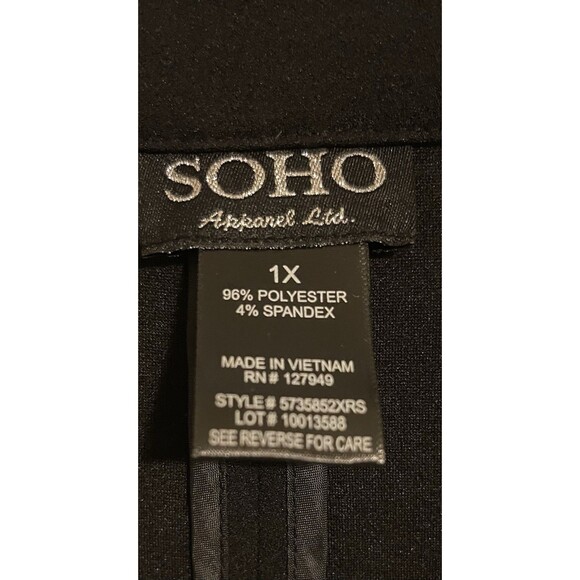 SOHO
Apparel Ltd.
1X
96% POLYESTER
4% SPANDEX
MADE IN VIETNAM
RN# 127949
STYLE# 5735852XRS
LOT# 10013588
SEE REVERSE FOR CARE